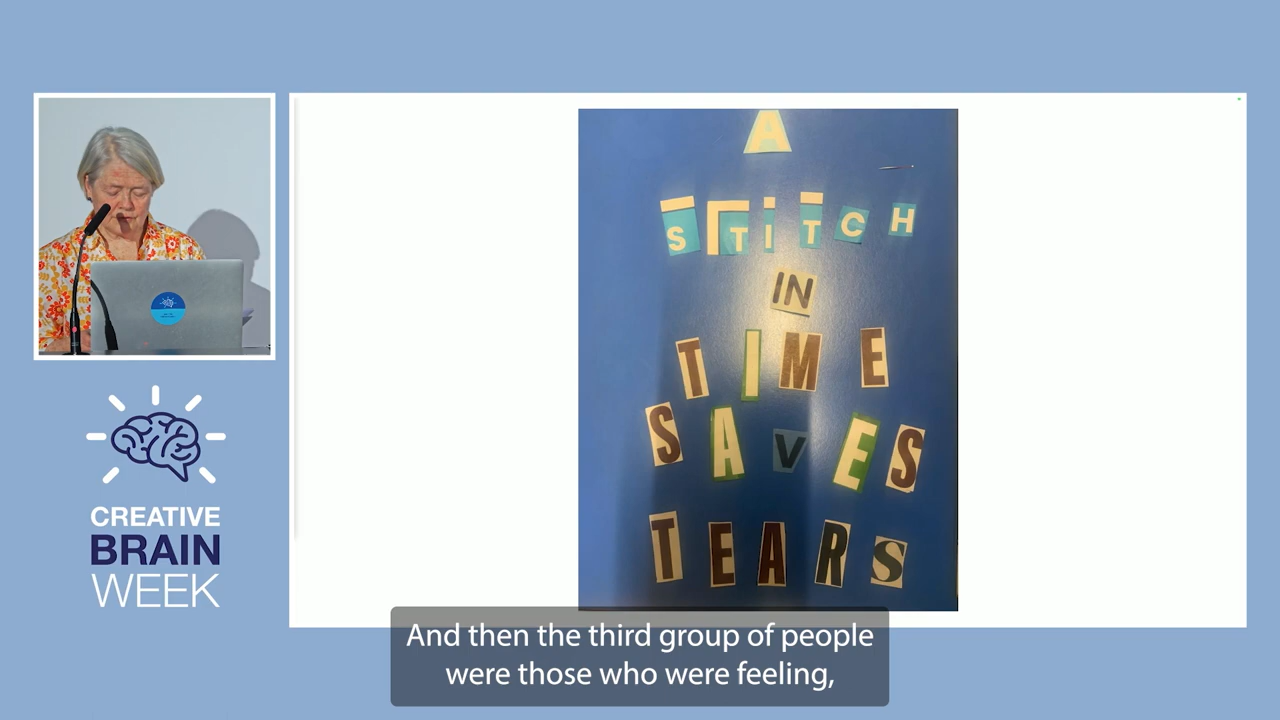 A
STITCH
IN
TIME
SAVES
TEARS
CREATIVE
BRAIN
WEEK
And then the third group of people
were those who were feeling,